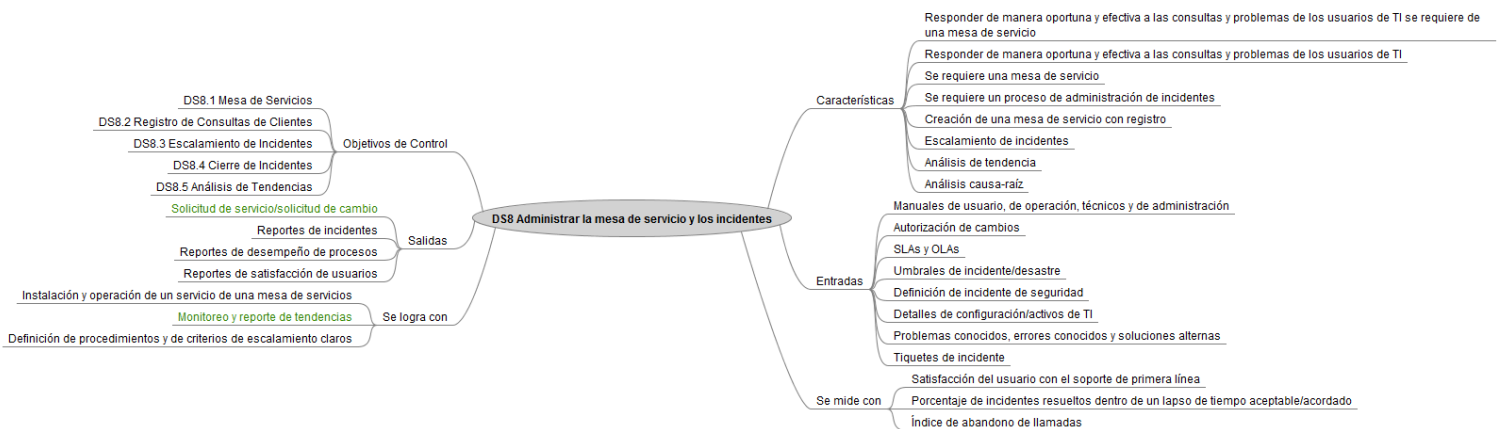 DS8 Administrar la mesa de servicio y los incidentes
Características
Responder de manera oportuna y efectiva a las consultas y problemas de los usuarios de TI se requiere de
una mesa de servicio
Responder de manera oportuna y efectiva a las consultas y problemas de los usuarios de TI
Se requiere una mesa de servicio
Se requiere un proceso de administración de incidentes
Creación de una mesa de servicio con registro
Escalamiento de incidentes
Análisis de tendencia
Análisis causa-raíz
Entradas
Manuales de usuario, de operación, técnicos y de administración
Autorización de cambios
SLAs y OLAs
Umbrales de incidente/desastre
Definición de incidente de seguridad
Detalles de configuración/activos de TI
Problemas conocidos, errores conocidos y soluciones alternas
Tiquetes de incidente
Se mide con
Satisfacción del usuario con el soporte de primera línea
Porcentaje de incidentes resueltos dentro de un lapso de tiempo aceptable/acordado
Índice de abandono de llamadas
Objetivos de Control
DS8.1 Mesa de Servicios
DS8.2 Registro de Consultas de Clientes
DS8.3 Escalamiento de Incidentes
DS8.4 Cierre de Incidentes
DS8.5 Análisis de Tendencias
Salidas
Solicitud de servicio/solicitud de cambio
Reportes de incidentes
Reportes de desempeño de procesos
Reportes de satisfacción de usuarios
Se logra con
Instalación y operación de un servicio de una mesa de servicios
Monitoreo y reporte de tendencias
Definición de procedimientos y de criterios de escalamiento claros